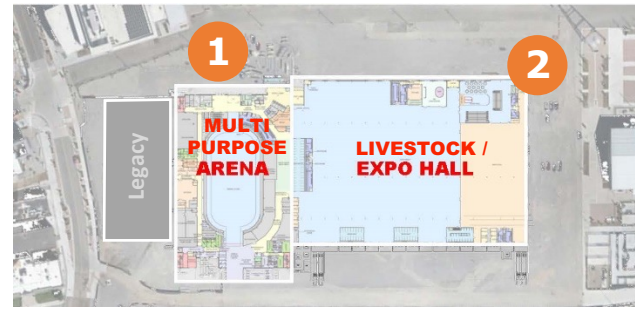 1
2
Legacy
MULTI
PURPOSE
ARENA
LIVESTOCK /
EXPO HALL